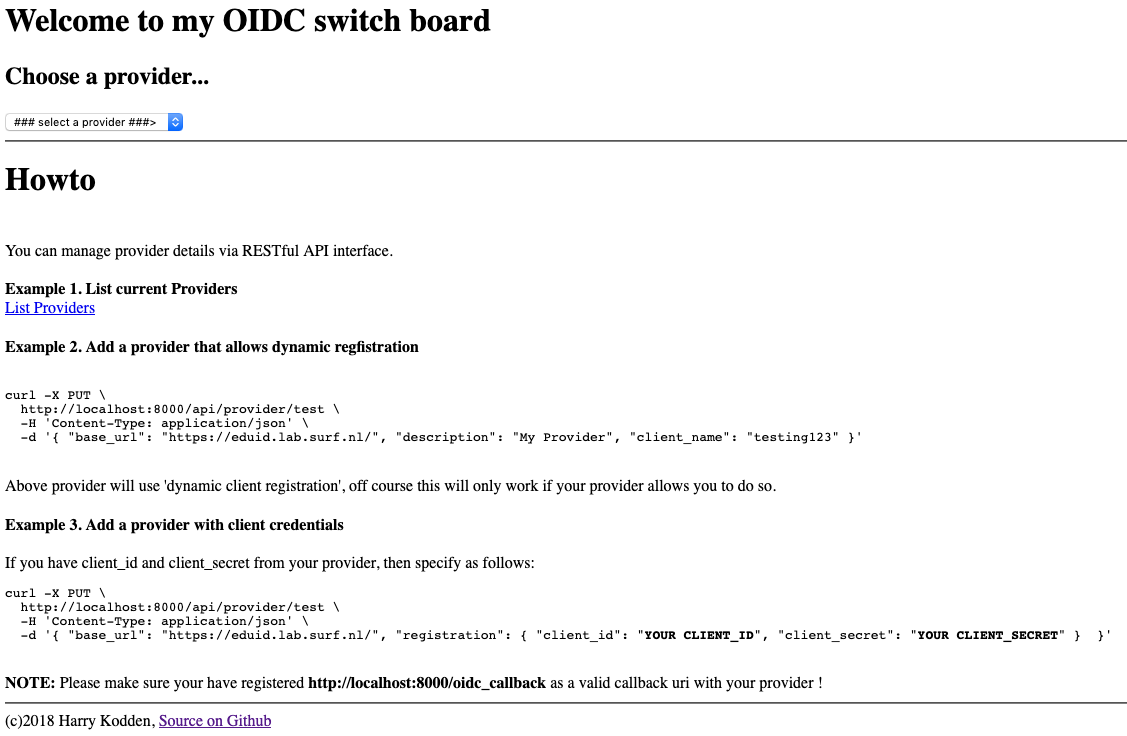 Welcome to my OIDC switch board
Choose a provider...
### select a provider ###>
Howto
You can manage provider details via RESTful API interface.
Example 1. List current Providers
List Providers
Example 2. Add a provider that allows dynamic regfistration
curl -X PUT \
  http://localhost:8000/api/provider/test \
  -H 'Content-Type: application/json' \
  -d '{ "base_url": "https://eduid.lab.surf.nl/", "description": "My Provider", "client_name": "testing123" }'
Above provider will use 'dynamic client registration', off course this will only work if your provider allows you to do so.
Example 3. Add a provider with client credentials
If you have client_id and client_secret from your provider, then specify as follows:
curl -X PUT \
  http://localhost:8000/api/provider/test \
  -H 'Content-Type: application/json' \
  -d '{ "base_url": "https://eduid.lab.surf.nl/", "registration": { "client_id": "YOUR CLIENT_ID", "client_secret": "YOUR CLIENT_SECRET" }  }'
NOTE: Please make sure your have registered http://localhost:8000/oidc_callback as a valid callback uri with your provider !
(c)2018 Harry Kodden, Source on Github